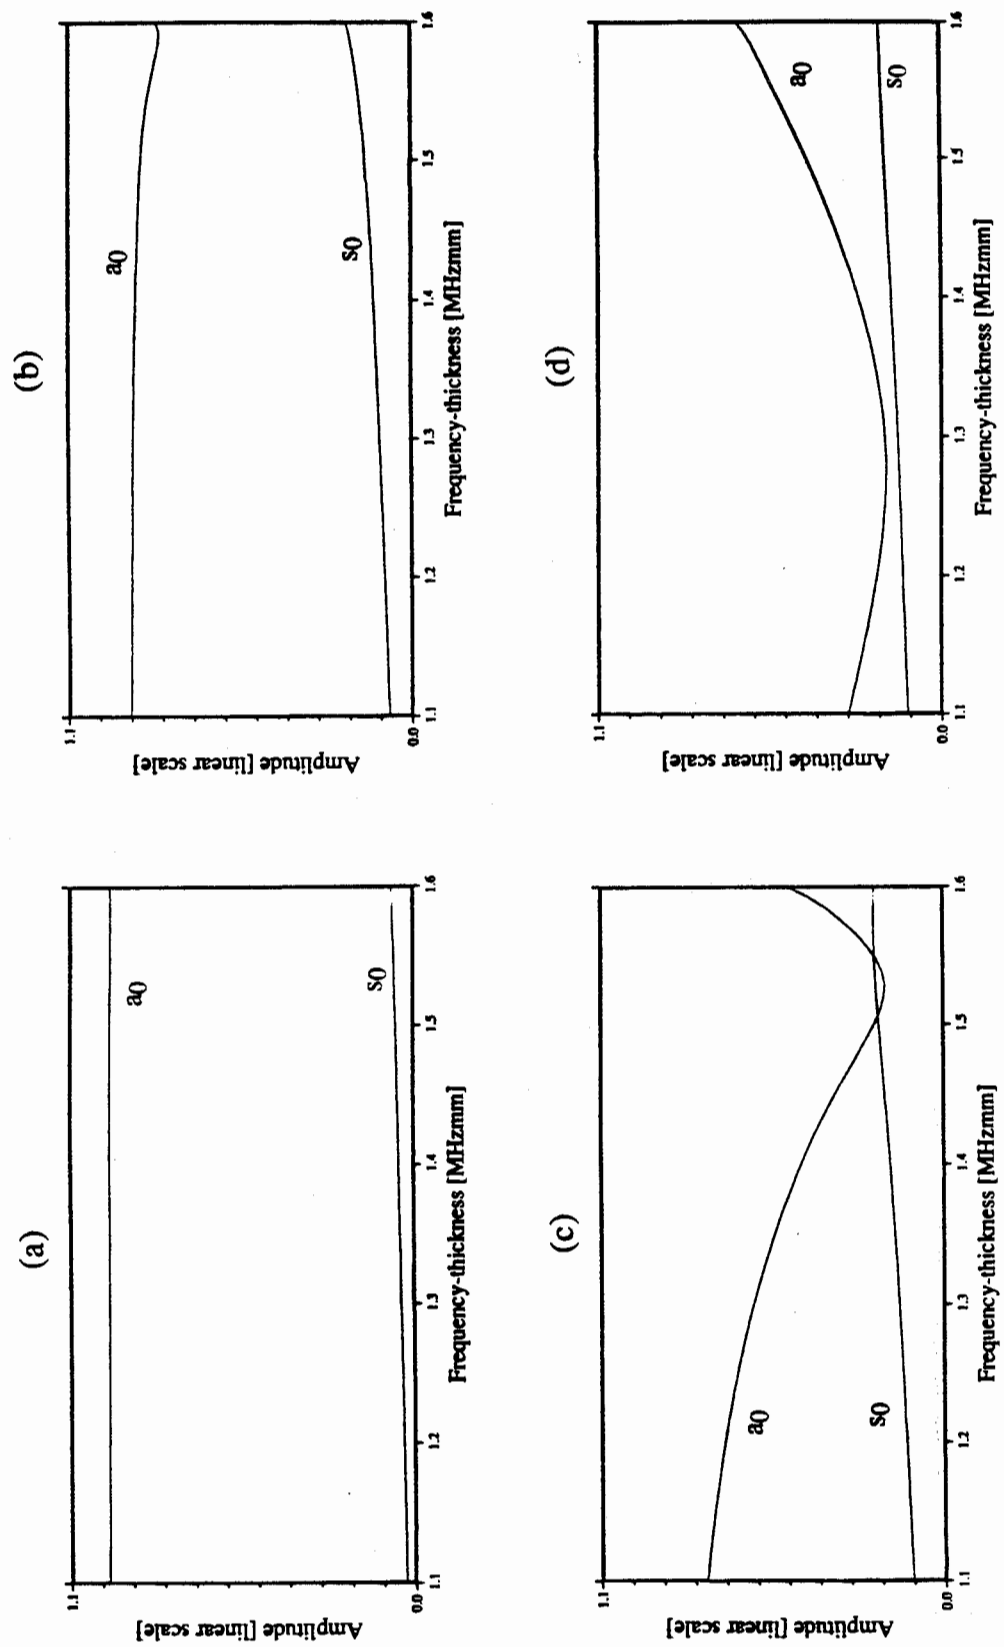 (a)
1.1
0.0
Amplitude [linear scale]
a0
s0
1.1
1.2
1.3
1.4
1.5
1.6
Frequency-thickness [MHzmm]
(b)
1.1
0.0
Amplitude [linear scale]
a0
s0
1.1
1.2
1.3
1.4
1.5
1.6
Frequency-thickness [MHzmm]
(c)
1.1
0.0
Amplitude [linear scale]
a0
s0
1.1
1.2
1.3
1.4
1.5
1.6
Frequency-thickness [MHzmm]
(d)
1.1
0.0
Amplitude [linear scale]
a0
s0
1.1
1.2
1.3
1.4
1.5
1.6
Frequency-thickness [MHzmm]